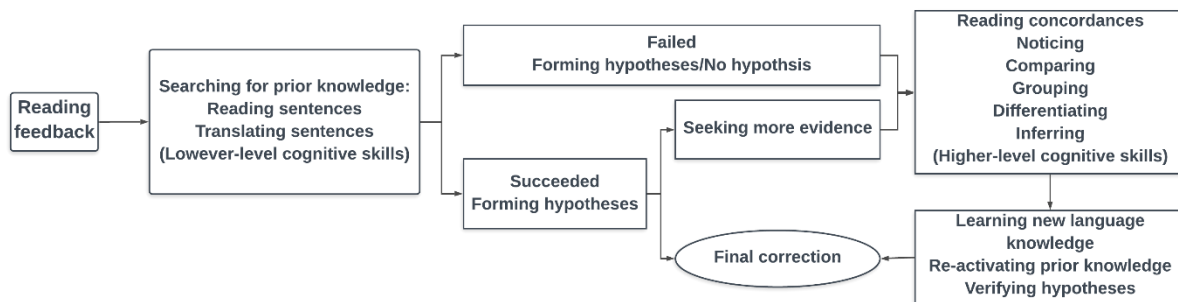 Reading
feedback
Searching for prior knowledge:
Reading sentences
Translating sentences
(Lowever-level cognitive skills)
Failed
Forming hypotheses/No hypothsis
Succeeded
Forming hypotheses
Seeking more evidence
Final correction
Reading concordances
Noticing
Comparing
Grouping
Differentiating
Inferring
(Higher-level cognitive skills)
Learning new language
knowledge
Re-activating prior knowledge
Verifying hypotheses